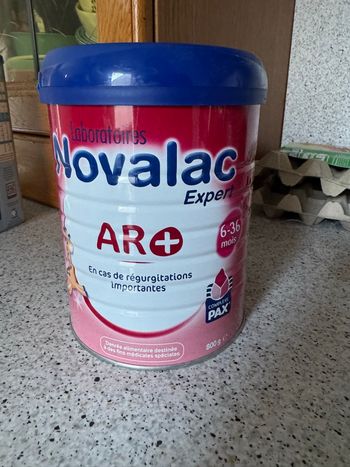 Laboratoires
Novalac
Expert
AR+
6-36
mois
En cas de régurgitations
importantes
COMPLEXE
PAX
Denrée alimentaire destinée
à des fins médicales spéciales
800 g e